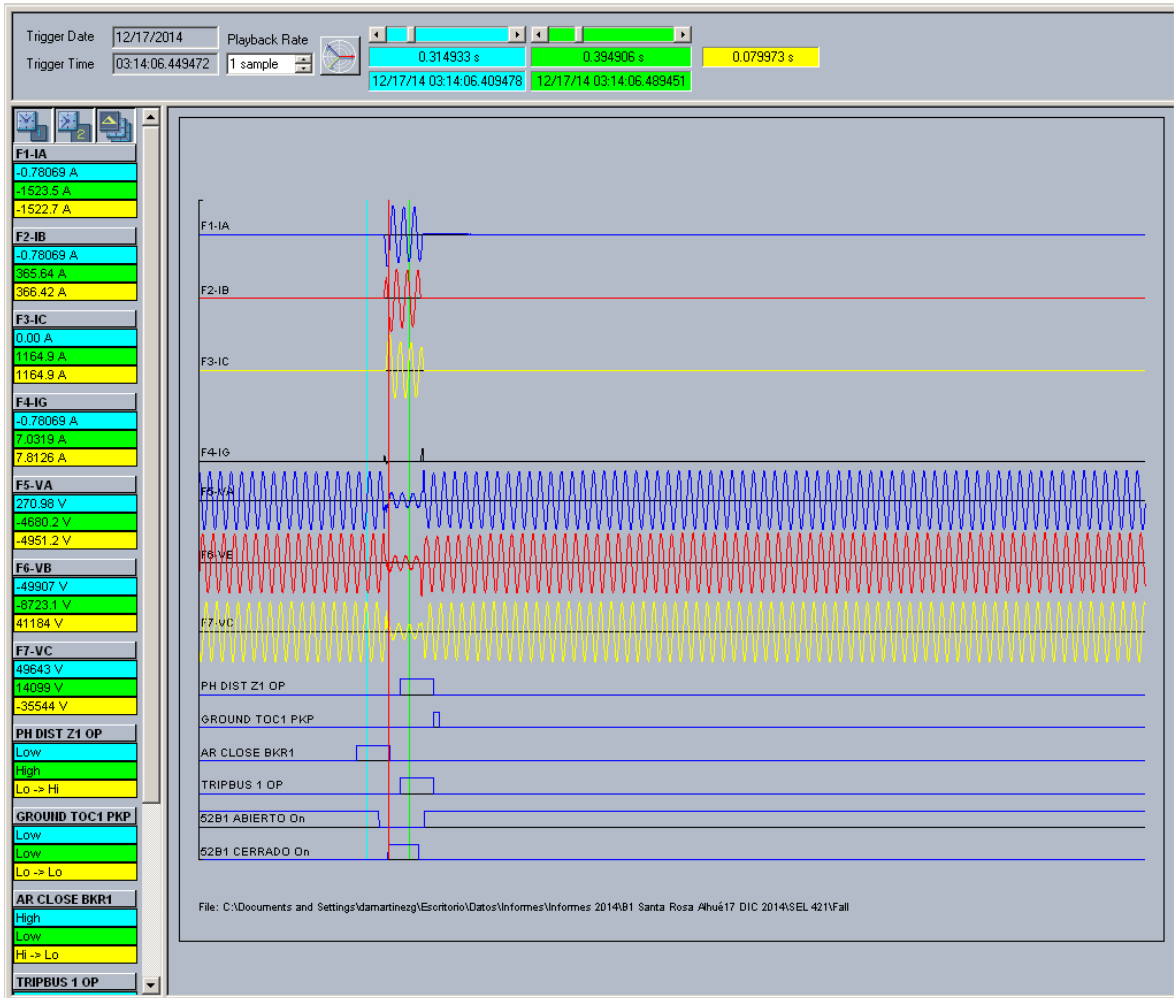 Trigger Date 12/17/2014
Trigger Time 03:14:06.449472
Playback Rate
1 sample
0.314933 s
0.394906 s
0.079973 s
12/17/14 03:14:06.409478
12/17/14 03:14:06.489451
2
F1-IA
-0.78069 A
-1523.5 A
-1522.7 A
F2-IB
-0.78069 A
365.64 A
366.42 A
F3-IC
0.00 A
1164.9 A
1164.9 A
F4-IG
-0.78069 A
7.0319 A
7.8126 A
F5-VA
270.98 V
-4680.2 V
-4951.2 V
F6-VB
-49907 V
-8723.1 V
41184 V
F7-VC
49643 V
14099 V
-35544 V
PH DIST Z1 OP
Low
High
Lo -> Hi
GROUND TOC1 PKP
Low
Low
Lo -> Lo
AR CLOSE BKR1
High
Low
Hi -> Lo
TRIPBUS 1 OP
F1-IA
F2-IB
F3-IC
F4-IG
F5-VA
F6-VB
F7-VC
PH DIST Z1 OP
GROUND TOC1 PKP
AR CLOSE BKR1
TRIPBUS 1 OP
52B1 ABIERTO On
52B1 CERRADO On
File: C:\Documents and Settings\damartinezg\Escritorio\Datos\Informes\Informes 2014\B1 Santa Rosa Alhué17 DIC 2014\SEL 421\Fall